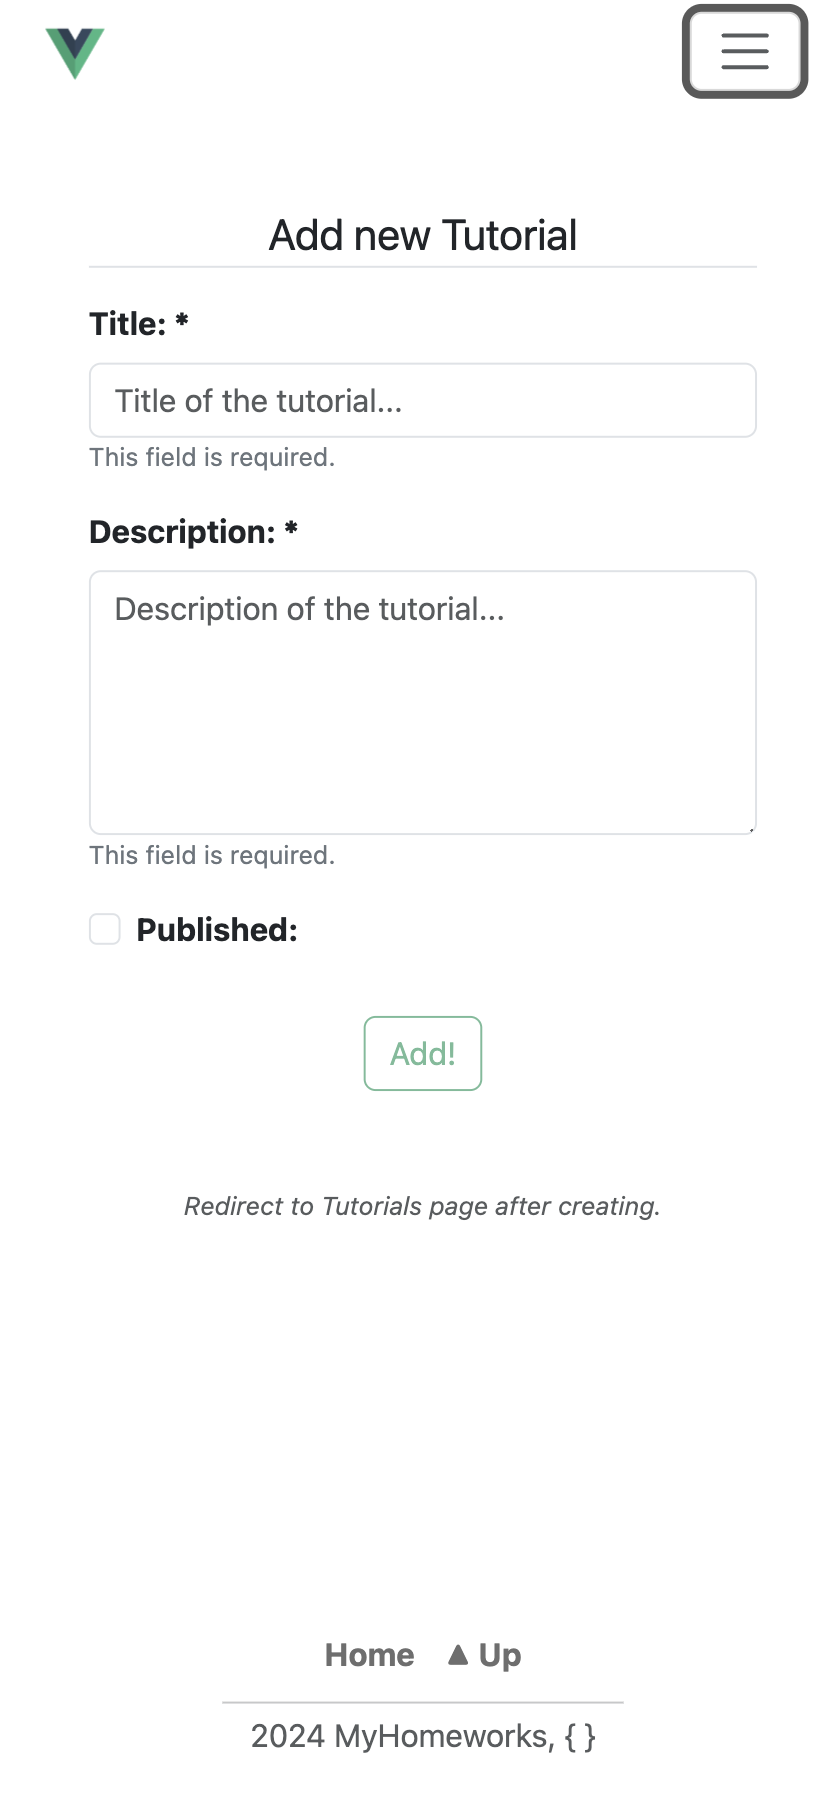 Add new Tutorial
Title: *
Title of the tutorial...
This field is required.
Description: *
Description of the tutorial...
This field is required.
Published:
Add!
Redirect to Tutorials page after creating.
Home ▲ Up
2024 MyHomeworks, { }